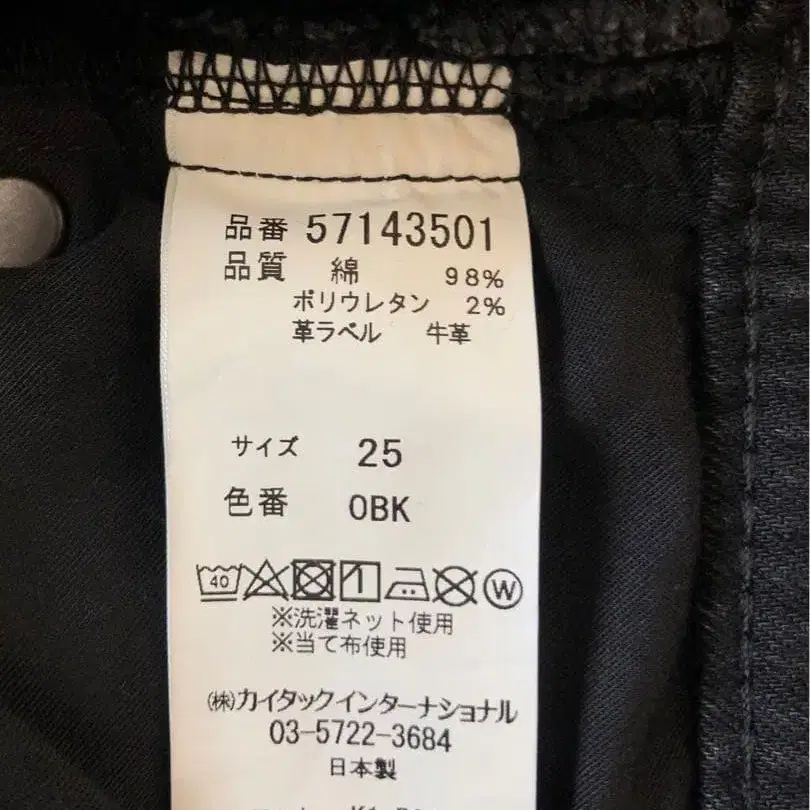 品番 57143501
品質 綿 98%
ポリウレタン 2%
革ラベル 牛革
サイズ 25
色番 0BK
40 W
※洗濯ネット使用
※当て布使用
㈱カイタックインターナショナル
03-5722-3684
日本製